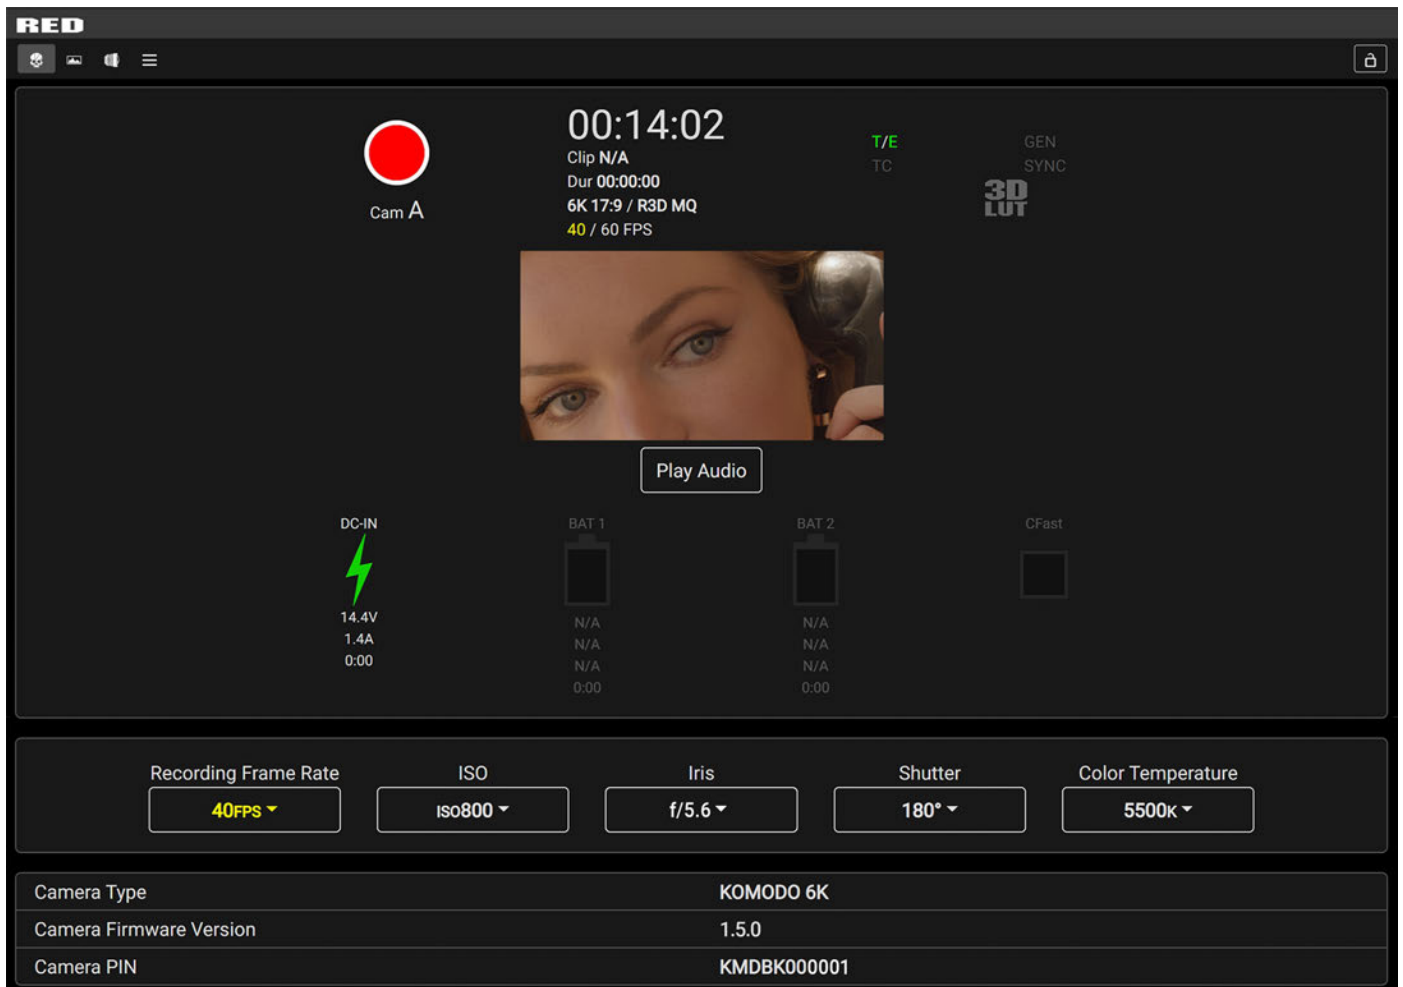 RED
00:14:02
Clip N/A
Dur 00:00:00
6K 17:9 / R3D MQ
40 / 60 FPS
Cam A
T/E
TC
GEN
SYNC
3D
LUT
Play Audio
DC-IN
14.4V
1.4A
0:00
BAT 1
N/A
N/A
N/A
0:00
BAT 2
N/A
N/A
N/A
0:00
CFast
Recording Frame Rate
40FPS
ISO
ISO800
Iris
f/5.6
Shutter
180°
Color Temperature
5500K
Camera Type KOMODO 6K
Camera Firmware Version 1.5.0
Camera PIN KMDBK000001